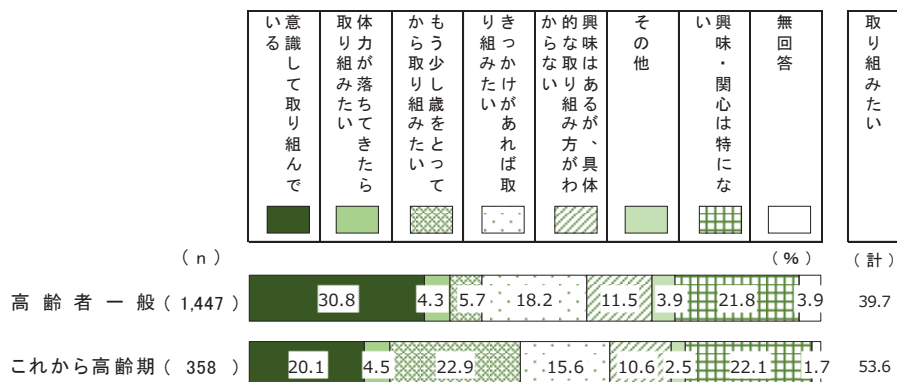 意識して取り組んで
いる
体力が落ちてきたら
取り組みたい
もう少し歳をとって
から取り組みたい
きっかけがあれば取
り組みたい
興味はあるが、具体
的な取り組み方がわ
からない
その他
興味・関心は特にな
い
無回答
取り組みたい
(n) (%) (計)
高齢者一般 (1,447) 30.8 4.3 5.7 18.2 11.5 3.9 21.8 3.9 39.7
これから高齢期 (358) 20.1 4.5 22.9 15.6 10.6 2.5 22.1 1.7 53.6